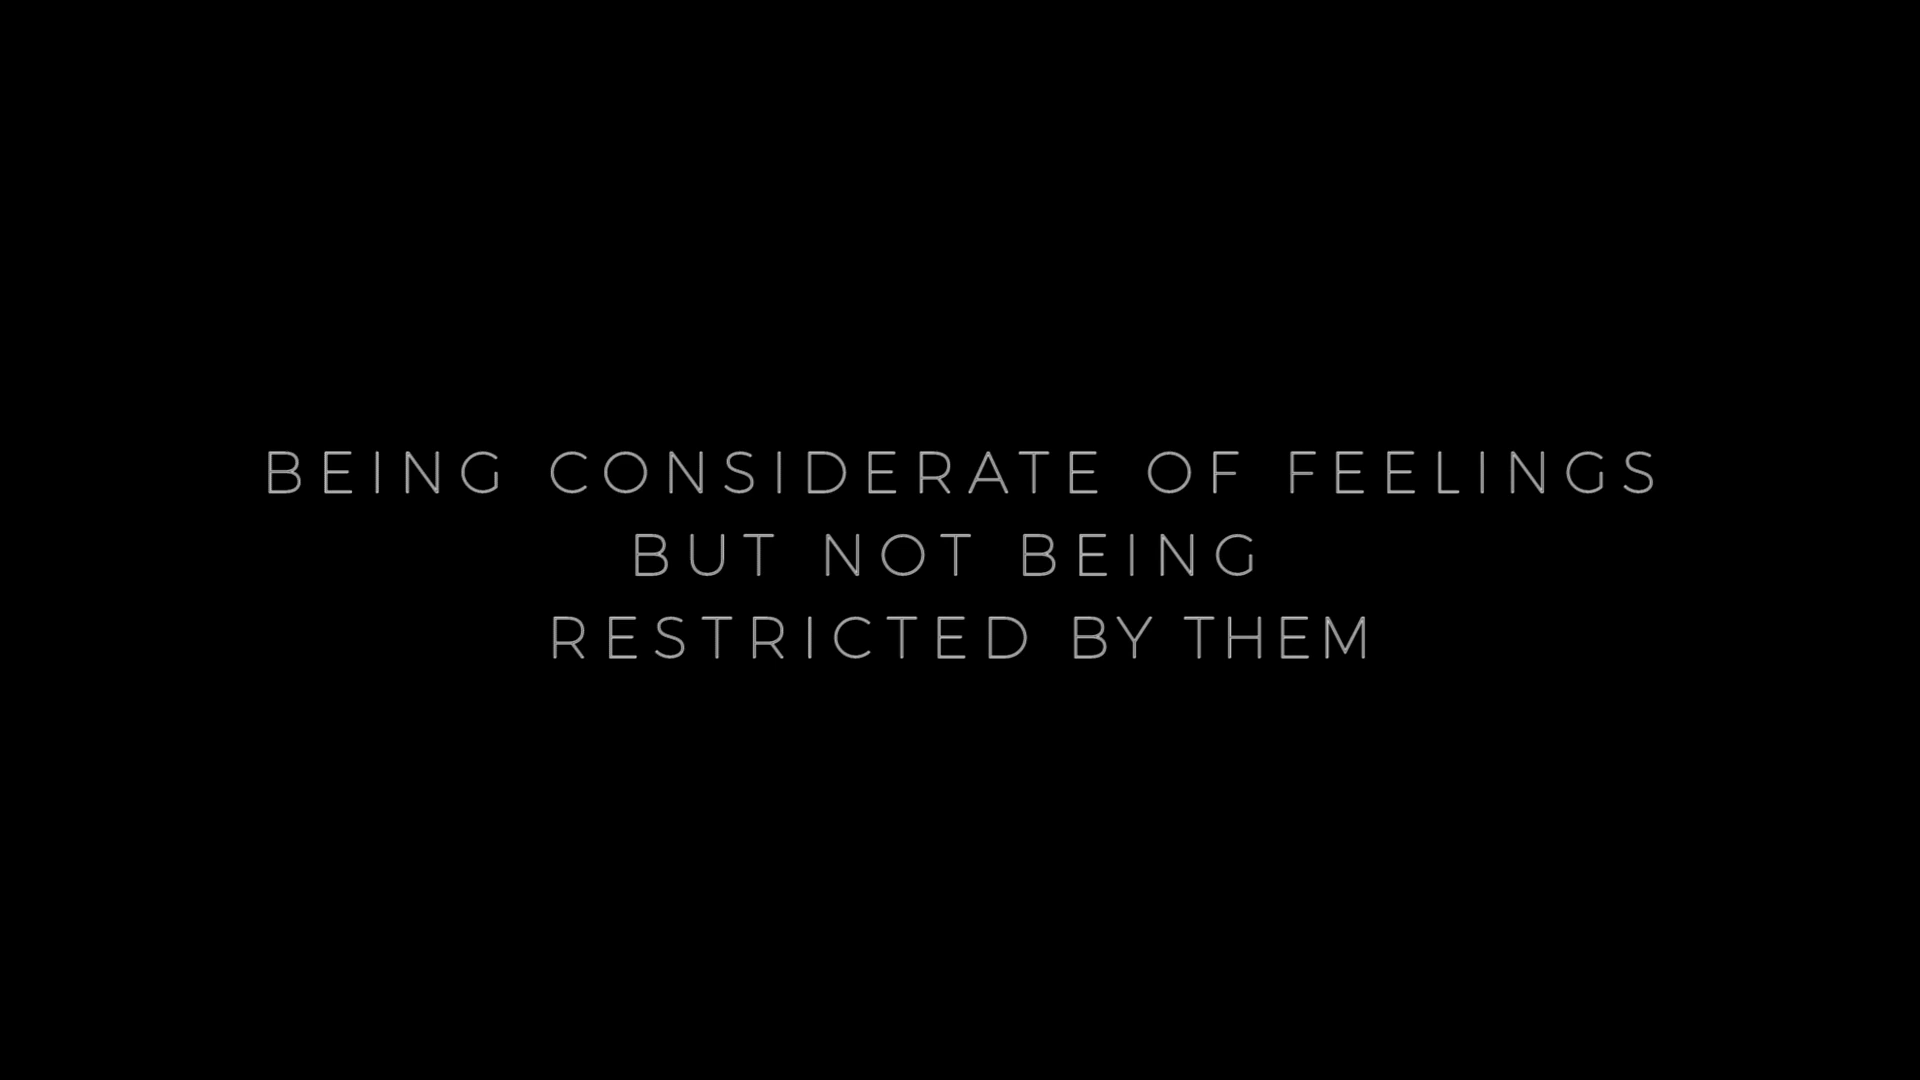 BEING CONSIDERATE OF FEELINGS
BUT NOT BEING
RESTRICTED BY THEM